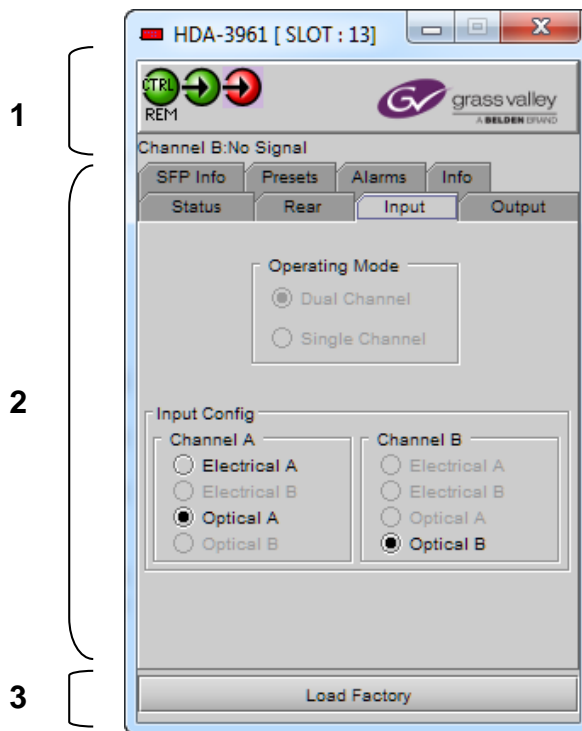 HDA-3961 [ SLOT : 13]
1
CTRL
REM
grass valley
A BELDEN BRAND
Channel B:No Signal
SFP Info Presets Alarms Info
Status Rear Input Output
Operating Mode
Dual Channel
Single Channel
2
Input Config
Channel A Channel B
Electrical A Electrical A
Electrical B Electrical B
Optical A Optical A
Optical B Optical B
3
Load Factory